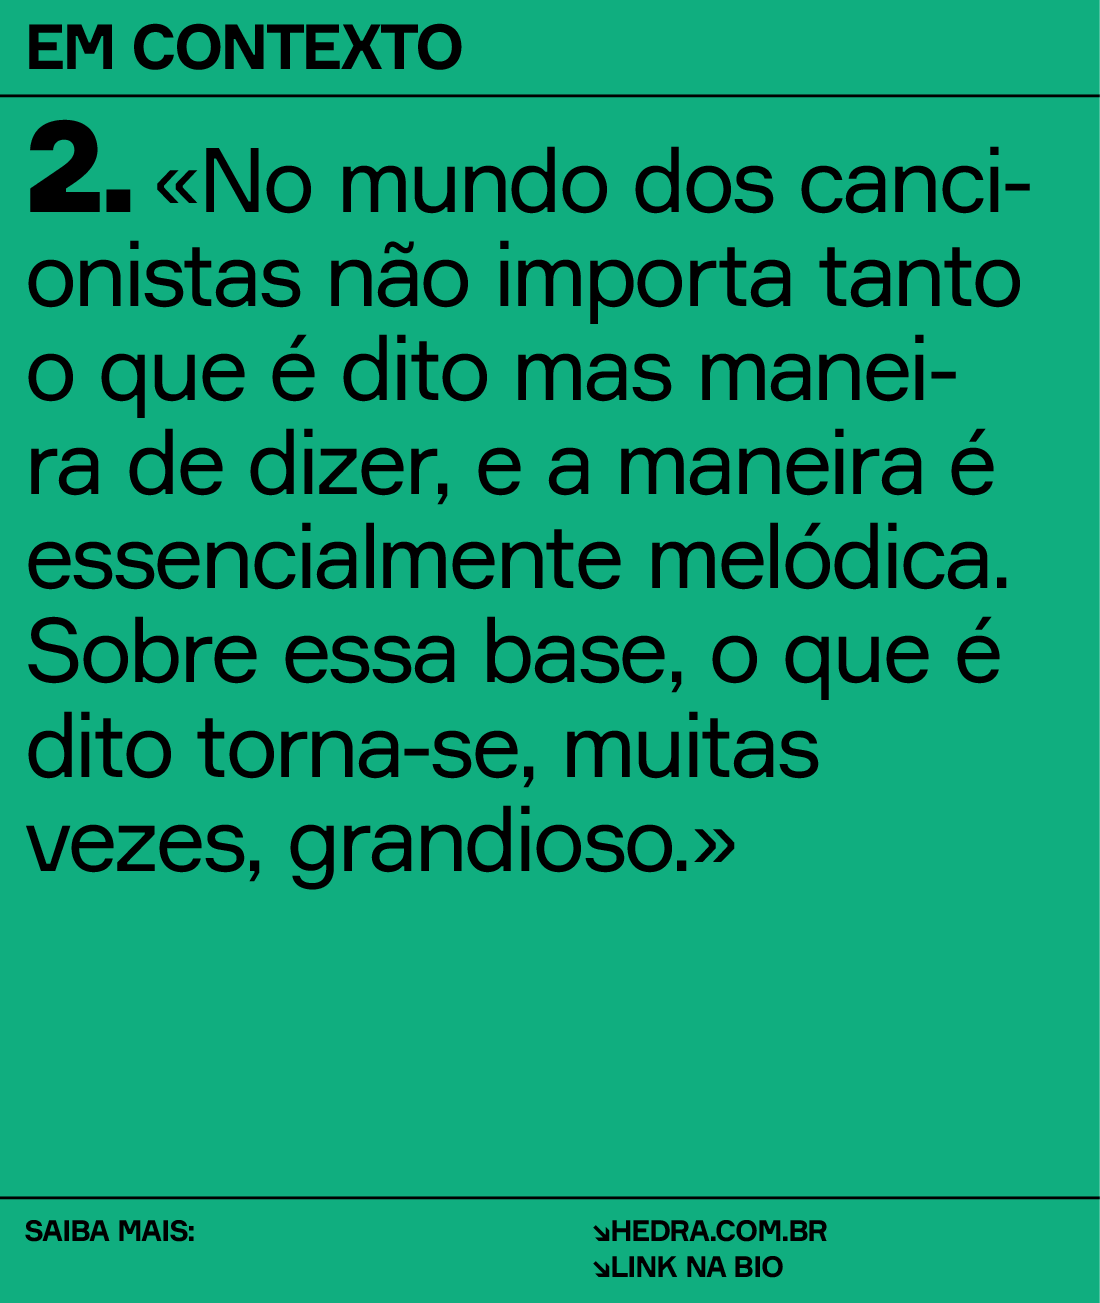 EM CONTEXTO
2. «No mundo dos canci-
onistas não importa tanto
o que é dito mas manei-
ra de dizer, e a maneira é
essencialmente melódica.
Sobre essa base, o que é
dito torna-se, muitas
vezes, grandioso.»
SAIBA MAIS:
↘HEDRA.COM.BR
↘LINK NA BIO